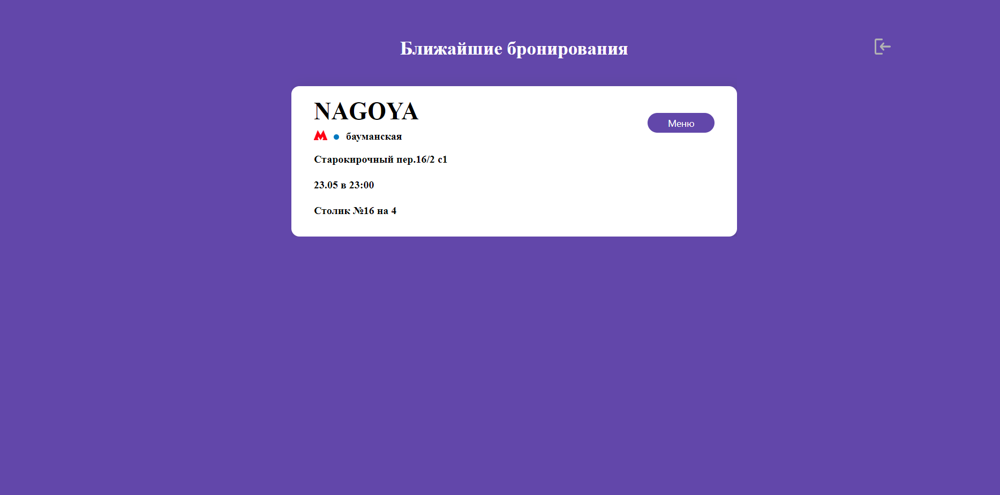 Ближайшие бронирования
NAGOYA
Меню
бауманская
Старокирочный пер.16/2 с1
23.05 в 23:00
Столик №16 на 4